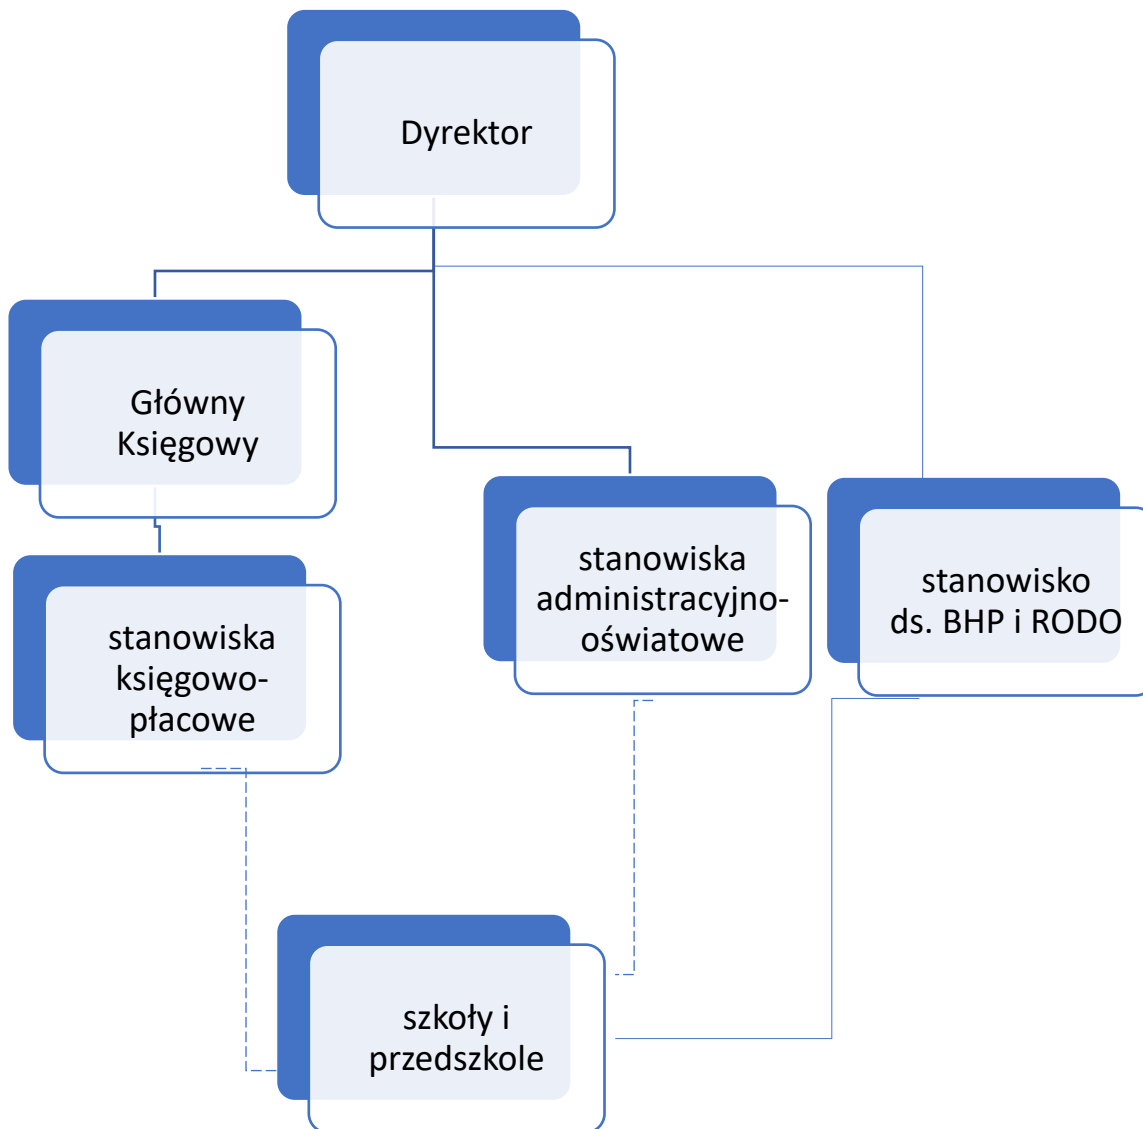 Dyrektor
Główny
Księgowy
stanowiska
księgowo-
płacowe
stanowiska
administracyjno-
oświatowe
stanowisko
ds. BHP i RODO
szkoły i
przedszkole